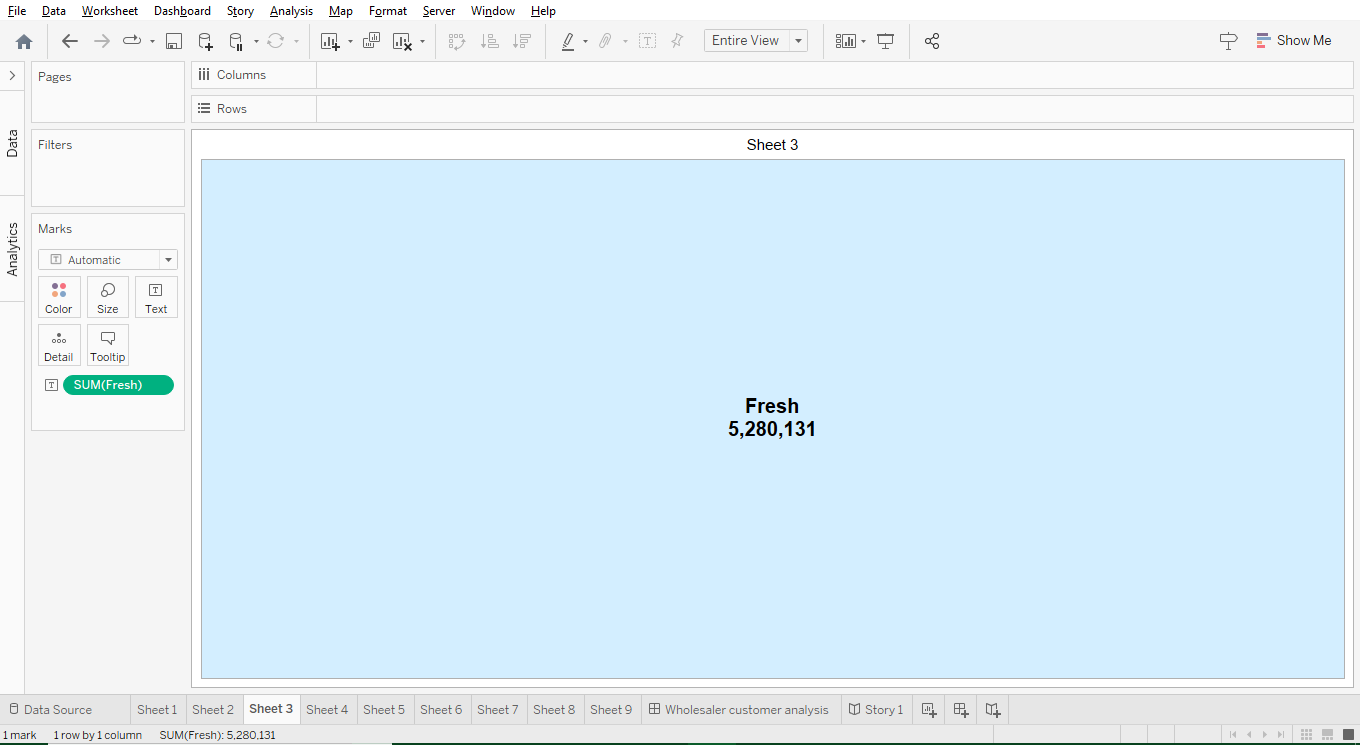 File Data Worksheet Dashboard Story Analysis Map Format Server Window Help
Entire View
Show Me
Pages
Columns
Rows
Data
Analytics
Filters
Marks
T Automatic
Color Size T Text
Detail Tooltip
T SUM(Fresh)
Sheet 3
Fresh
5,280,131
Data Source Sheet 1 Sheet 2 Sheet 3 Sheet 4 Sheet 5 Sheet 6 Sheet 7 Sheet 8 Sheet 9 Wholesaler customer analysis Story 1
1 mark 1 row by 1 column SUM(Fresh): 5,280,131